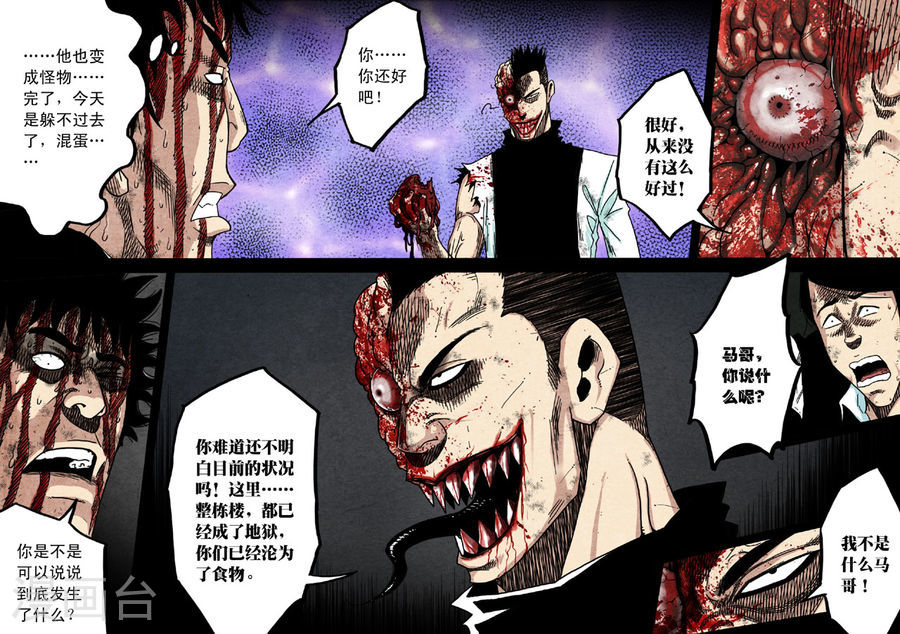 ……他也变
成怪物……
完了，今天
是躲不过去
了，混蛋…
…
你……
你还好
吧！
很好，
从来没
有这么
好过！
马哥，
你说什
么呢？
你难道还不明
白目前的状况
吗！这里……
整栋楼，都已
经成了地狱，
你们已经沦为
了食物。
你是不是
可以说说
到底发生
了什么？
我不是
什么马
哥！
漫画台